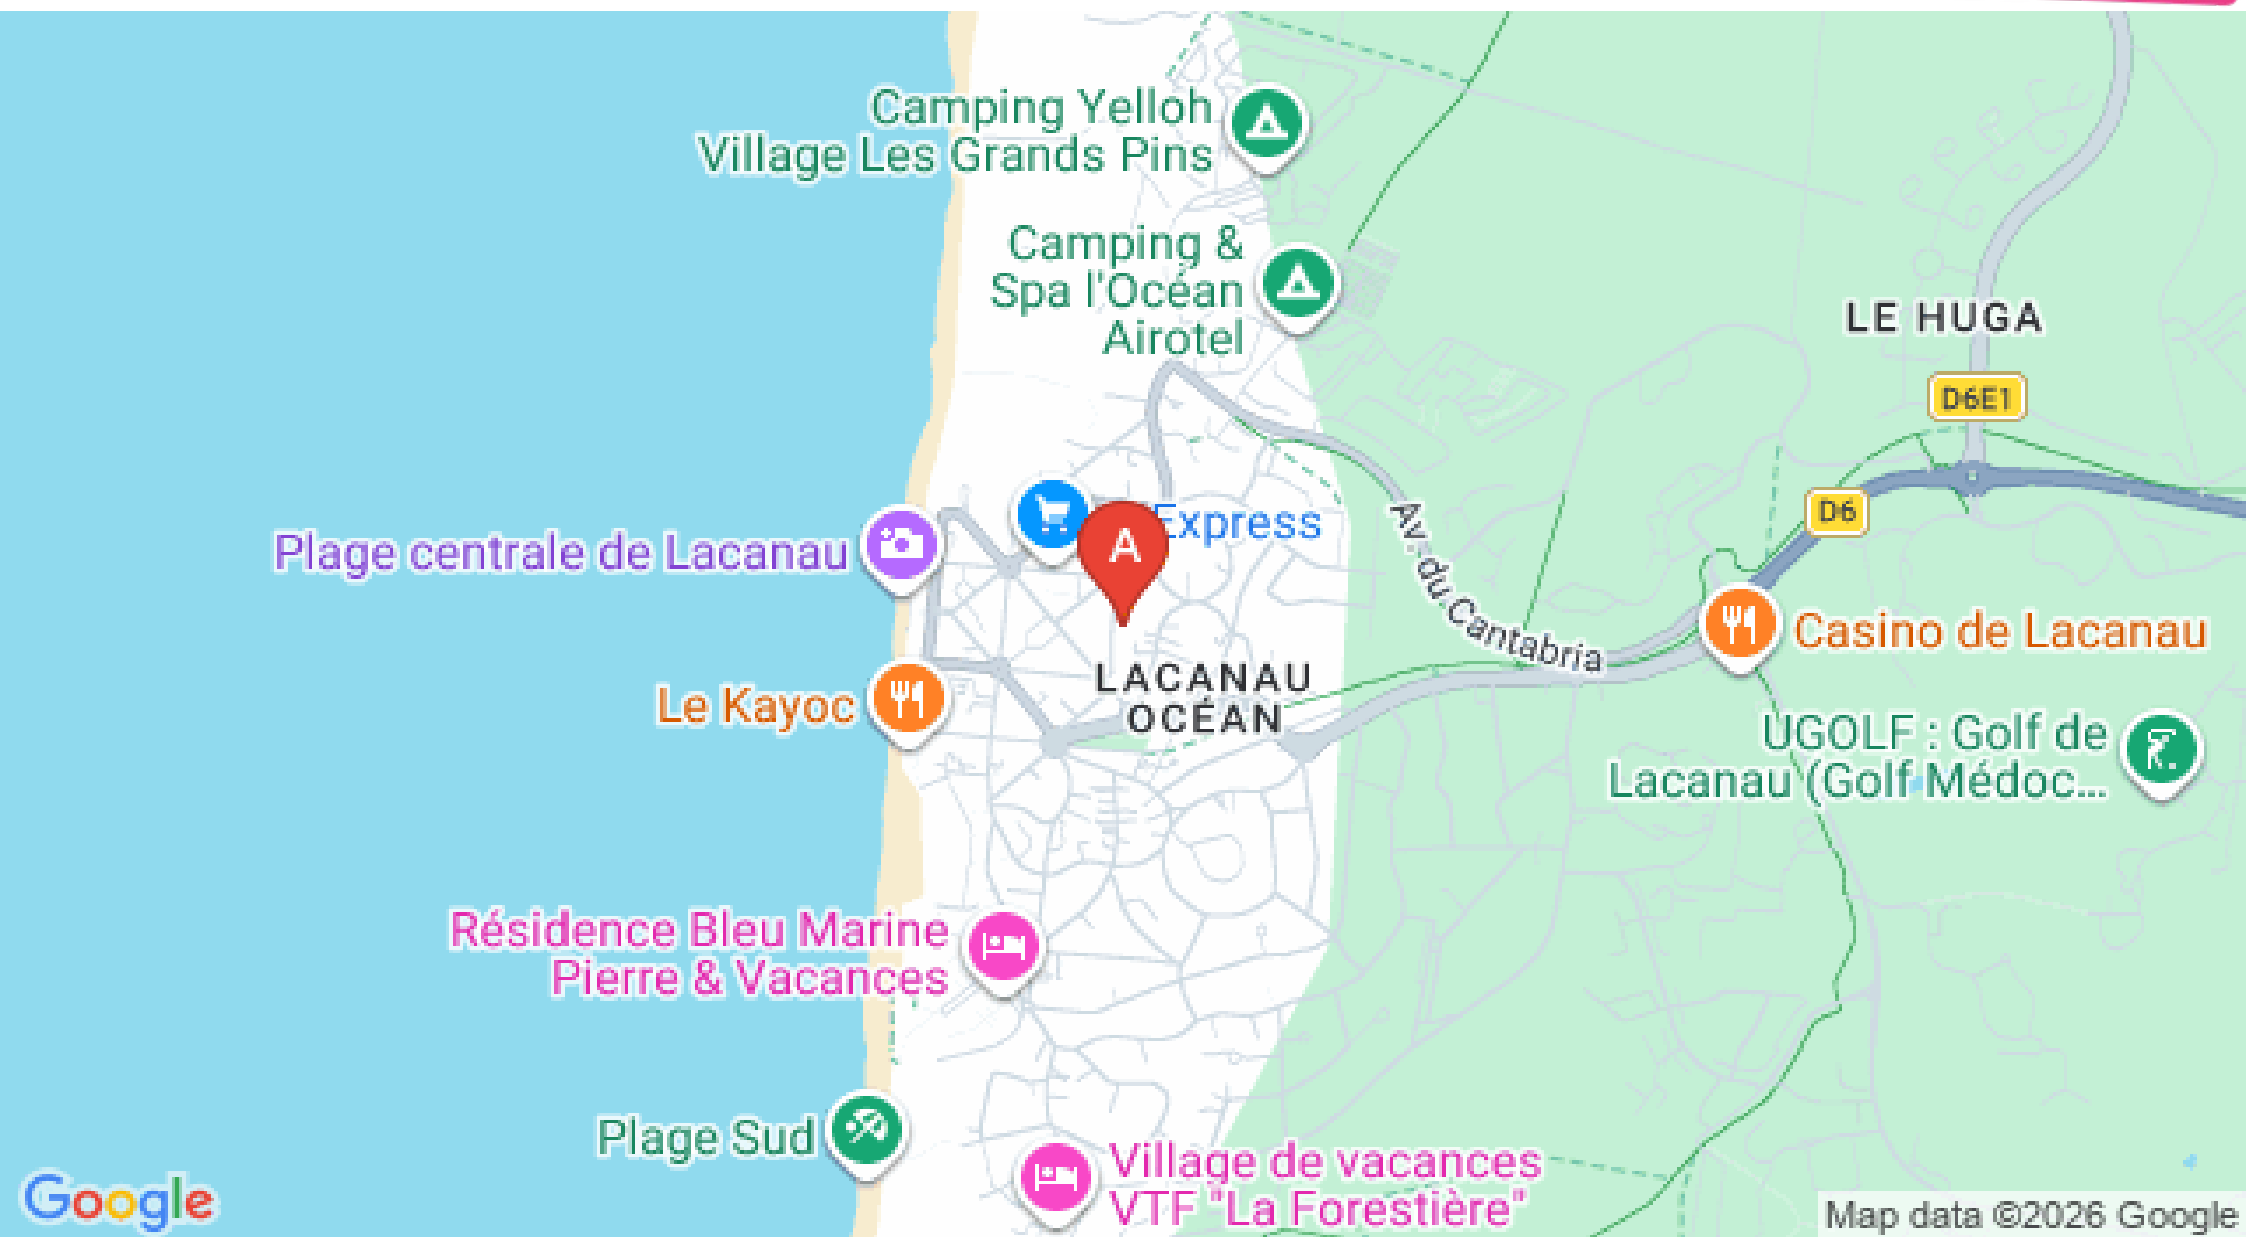 Camping Yelloh
Village Les Grands Pins
Camping &
Spa l'Océan
Airotel
LE HUGA
D6E1
D6
Express
A
Plage centrale de Lacanau
Av. du Cantabria
Casino de Lacanau
LACANAU
OCÉAN
Le Kayoc
UGOLF : Golf de
Lacanau (Golf Médoc...
Résidence Bleu Marine
Pierre & Vacances
Plage Sud
Village de vacances
VTF "La Forestière"
Google
Map data ©2026 Google